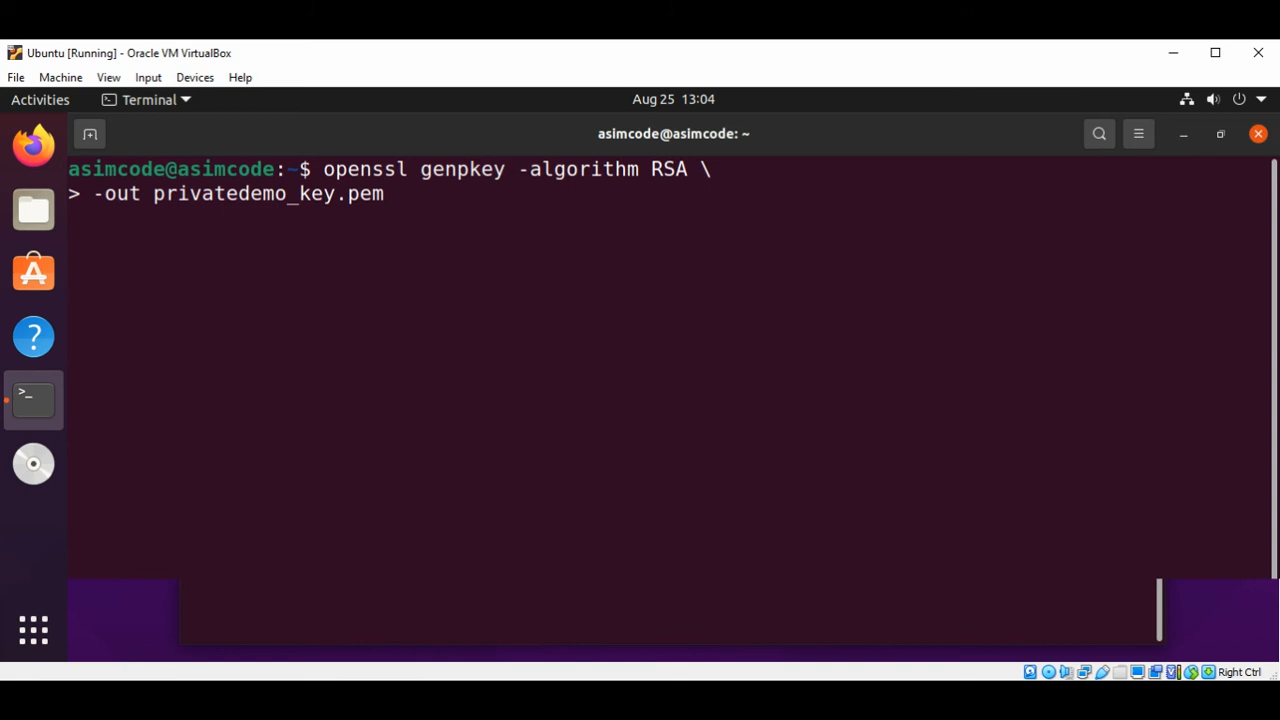 Ubuntu [Running] - Oracle VM VirtualBox
File Machine View Input Devices Help
Activities Terminal Aug 25 13:04
asimcode@asimcode: ~
asimcode@asimcode:~$ openssl genpkey -algorithm RSA \
> -out privatedemo_key.pem
Right Ctrl